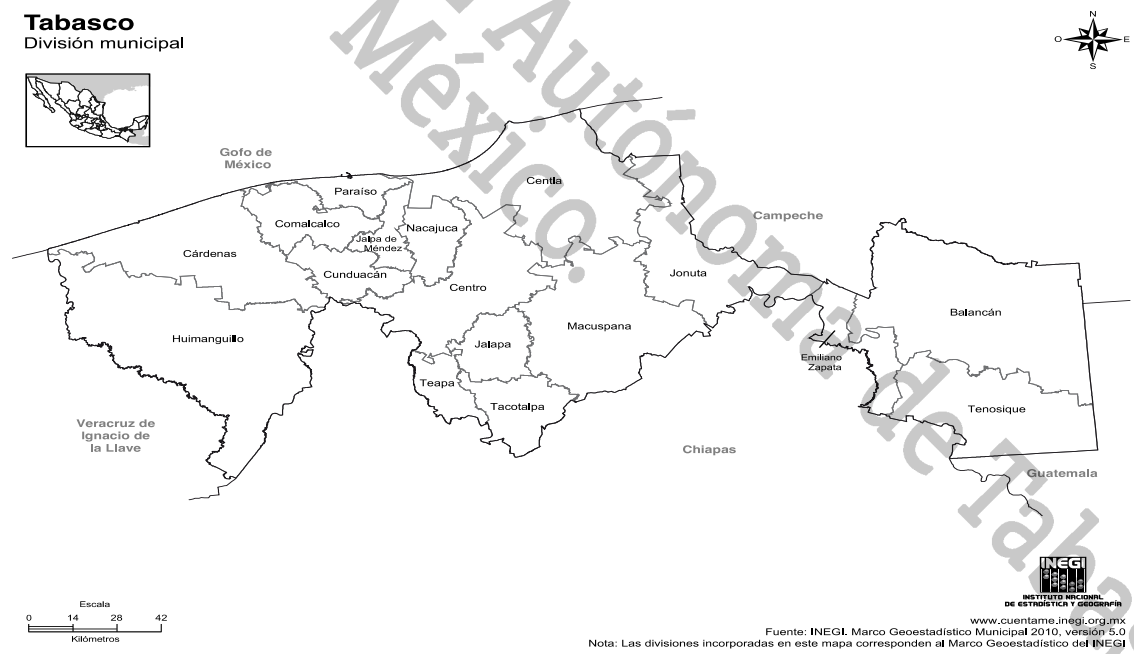 Tabasco
División municipal
N
O
E
S
Gofo de
México
Centla
Paraíso
Comalcalco
Nacajuca
Jalpa de
Méndez
Campeche
Cárdenas
Cunduacán
Centro
Jonuta
Balancán
Macuspana
Huimanguillo
Jalapa
Emiliano
Zapata
Teapa
Tacotalpa
Tenosique
Veracruz de
Ignacio de
la Llave
Chiapas
Guatemala
Autónoma de Tabas
México.
INEGI
INSTITUTO NACIONAL
DE ESTADÍSTICA Y GEOGRAFÍA
Escala
0 14 28 42
Kilómetros
www.cuentame.inegi.org.mx
Fuente: INEGI. Marco Geoestadístico Municipal 2010, versión 5.0
Nota: Las divisiones incorporadas en este mapa corresponden al Marco Geoestadístico del INEGI